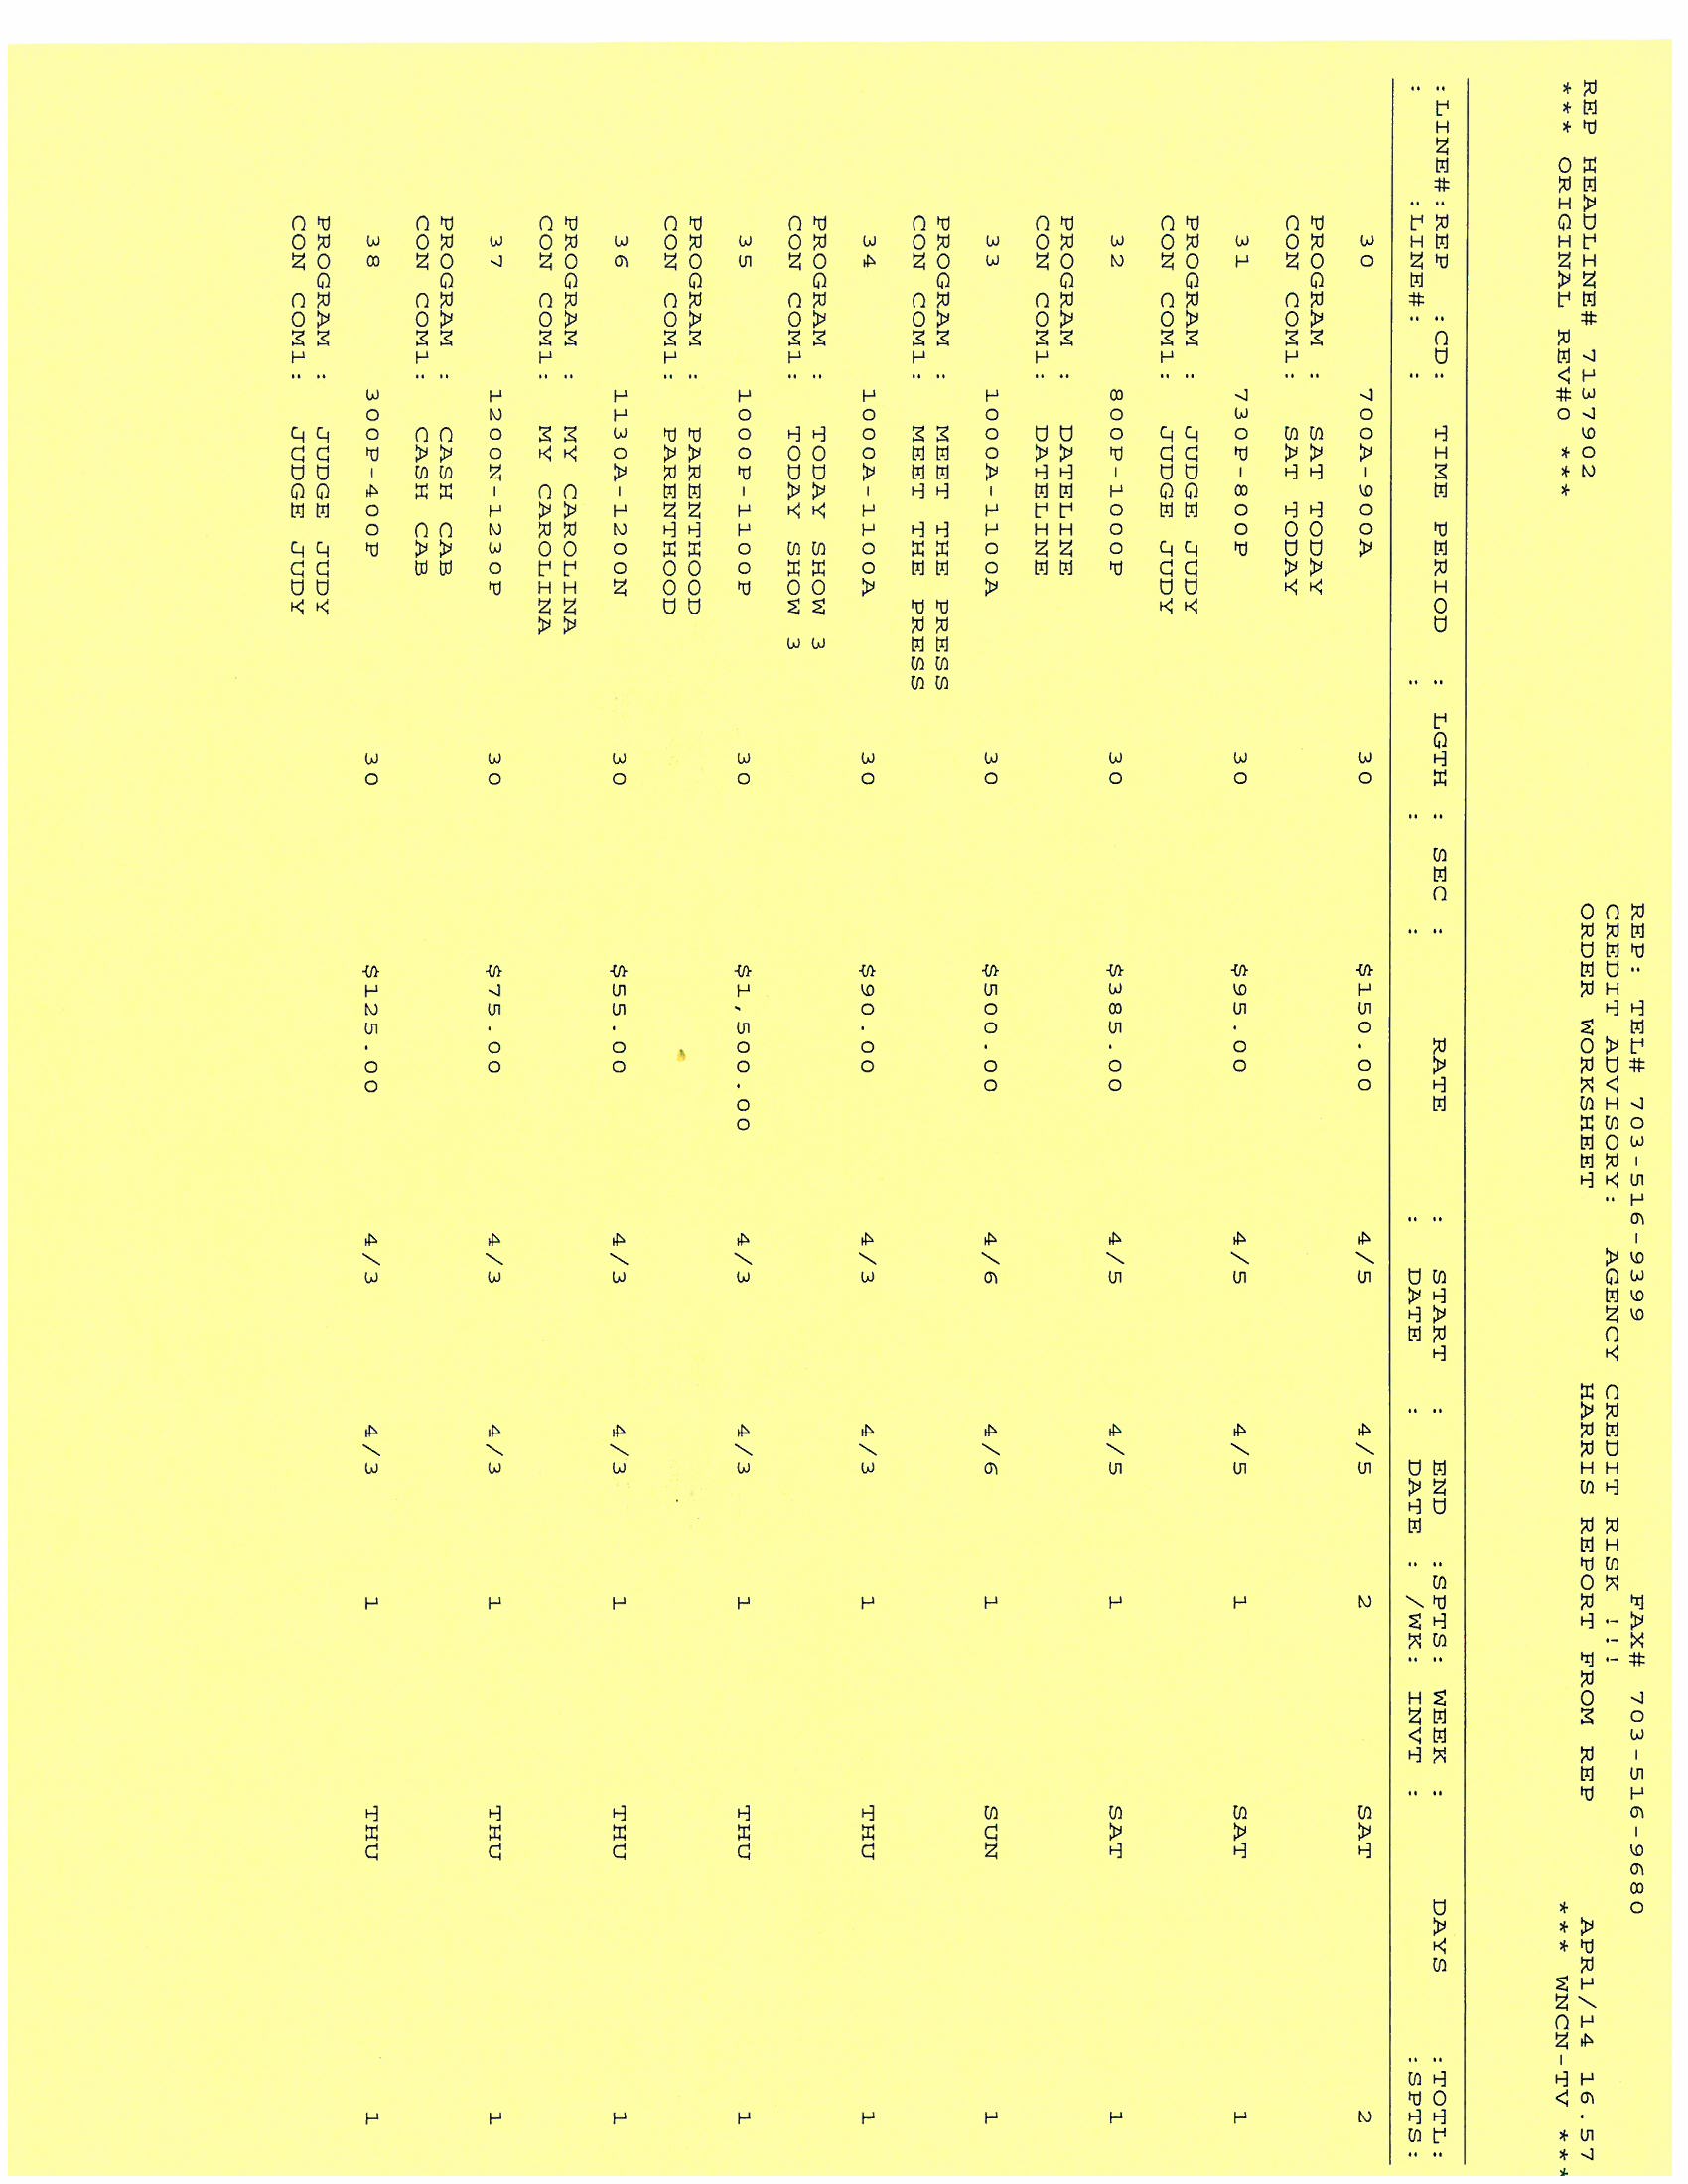 REP: TEL# 703-516-9399 FAX# 703-516-9680
CREDIT ADVISORY: AGENCY CREDIT RISK !!!
REP HEADLINE# 7137902 ORDER WORKSHEET HARRIS REPORT FROM REP APR1/14 16.57
*** ORIGINAL REV#0 *** *** WNCN-TV ***
:LINE#:REP :CD: TIME PERIOD : LGTH : SEC : RATE : START : END :SPTS: WEEK : DAYS :TOTL:
: :LINE#: : : : : DATE : DATE : /WK: INVT : :SPTS:
30 700A-900A 30 $150.00 4/5 4/5 2 SAT 2
PROGRAM : SAT TODAY
CON COM1: SAT TODAY
31 730P-800P 30 $95.00 4/5 4/5 1 SAT 1
PROGRAM : JUDGE JUDY
CON COM1: JUDGE JUDY
32 800P-1000P 30 $385.00 4/5 4/5 1 SAT 1
PROGRAM : DATELINE
CON COM1: DATELINE
33 1000A-1100A 30 $500.00 4/6 4/6 1 SUN 1
PROGRAM : MEET THE PRESS
CON COM1: MEET THE PRESS
34 1000A-1100A 30 $90.00 4/3 4/3 1 THU 1
PROGRAM : TODAY SHOW 3
CON COM1: TODAY SHOW 3
35 1000P-1100P 30 $1,500.00 4/3 4/3 1 THU 1
PROGRAM : PARENTHOOD
CON COM1: PARENTHOOD
36 1130A-1200N 30 $55.00 4/3 4/3 1 THU 1
PROGRAM : MY CAROLINA
CON COM1: MY CAROLINA
37 1200N-1230P 30 $75.00 4/3 4/3 1 THU 1
PROGRAM : CASH CAB
CON COM1: CASH CAB
38 300P-400P 30 $125.00 4/3 4/3 1 THU 1
PROGRAM : JUDGE JUDY
CON COM1: JUDGE JUDY